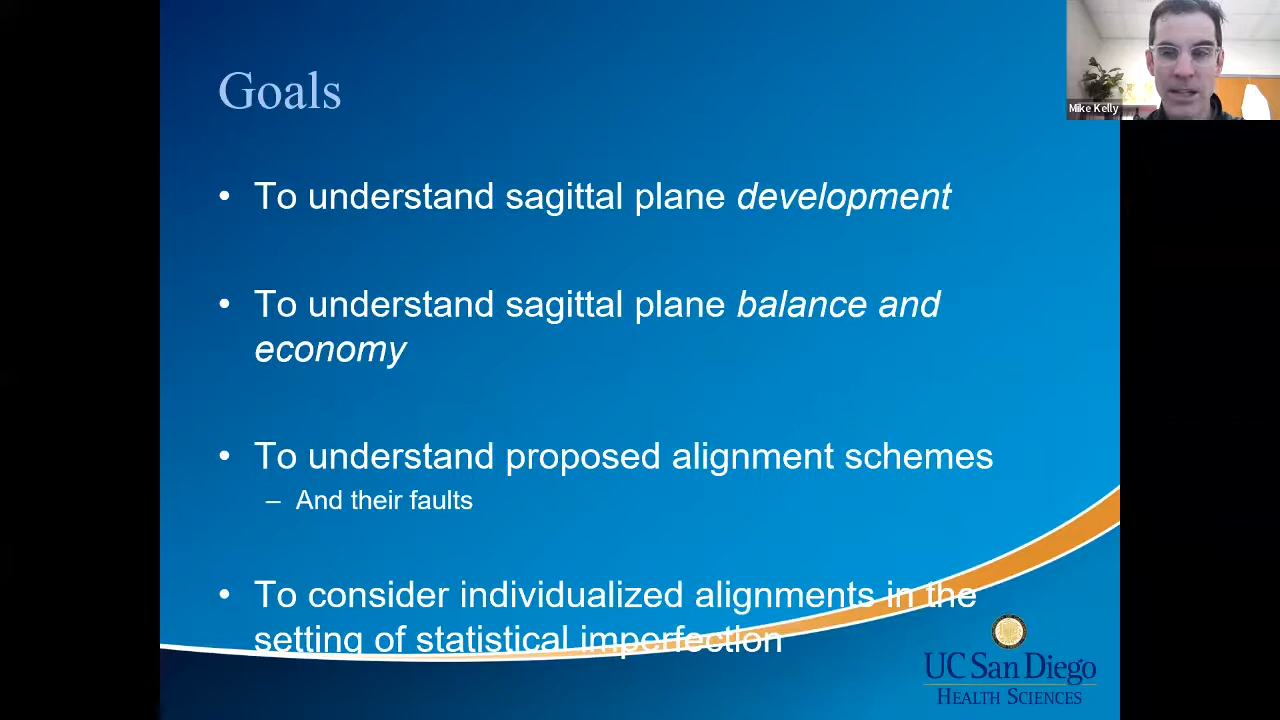 Goals
Mike Kelly
• To understand sagittal plane development
• To understand sagittal plane balance and
economy
• To understand proposed alignment schemes
– And their faults
• To consider individualized alignments in the
setting of statistical imperfection
UC San Diego
HEALTH SCIENCES